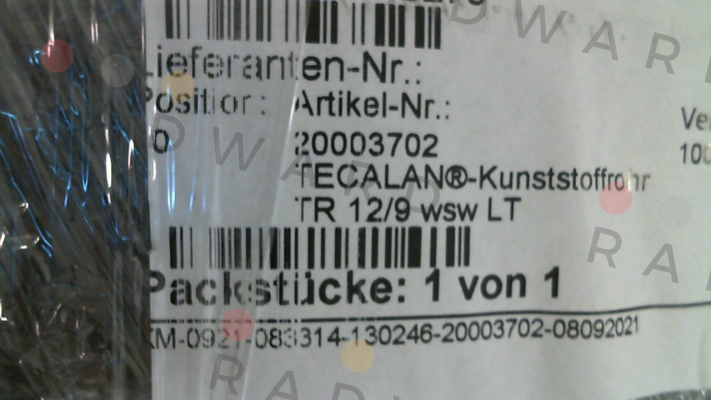 Lieferanten-Nr.:
Position: Artikel-Nr.:
20003702
TECALAN®-Kunststoffrohr
TR 12/9 wsw LT
Packstücke: 1 von 1
KM-0921-083314-130246-20003702-08092021
RADWARD